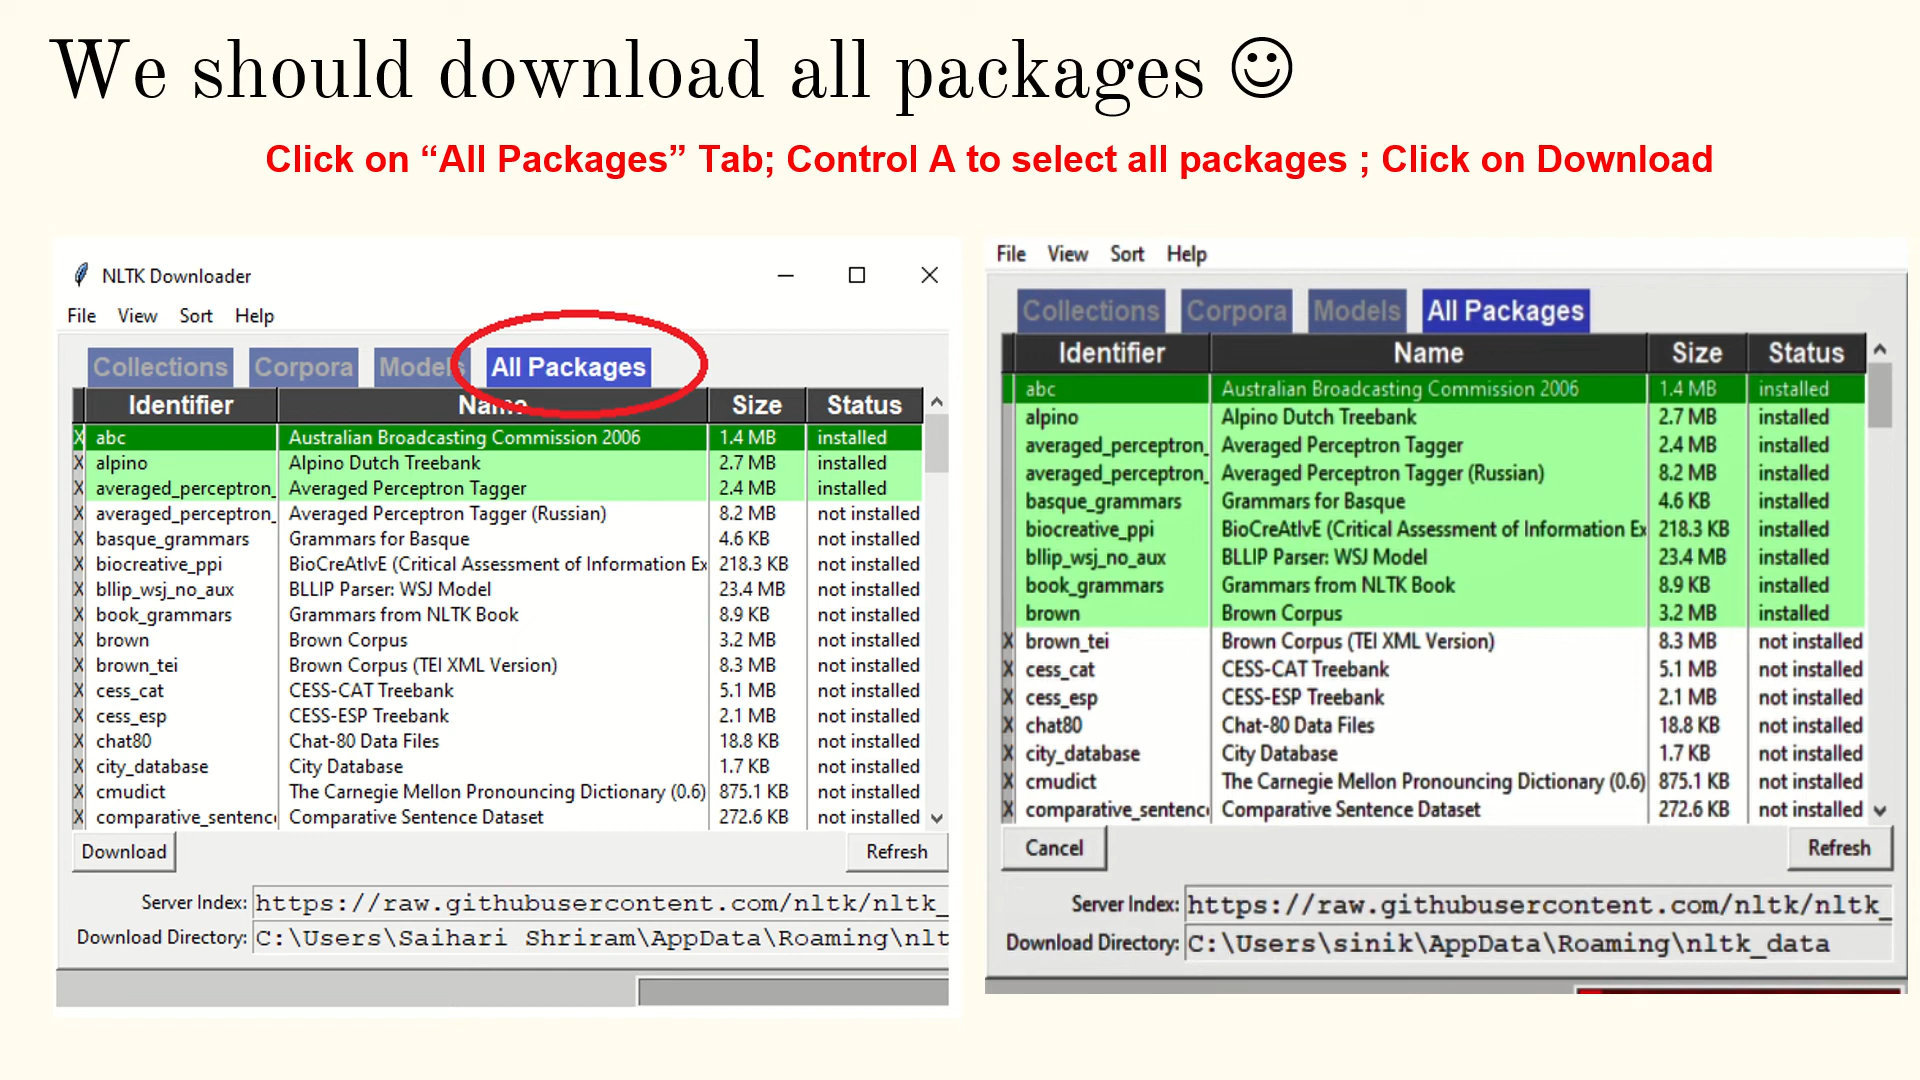 We should download all packages ☺
Click on “All Packages” Tab; Control A to select all packages ; Click on Download
NLTK Downloader
File View Sort Help
Collections Corpora Models All Packages
Identifier Name Size Status
X abc Australian Broadcasting Commission 2006 1.4 MB installed
X alpino Alpino Dutch Treebank 2.7 MB installed
X averaged_perceptron_ Averaged Perceptron Tagger 2.4 MB installed
X averaged_perceptron_ Averaged Perceptron Tagger (Russian) 8.2 MB not installed
X basque_grammars Grammars for Basque 4.6 KB not installed
X biocreative_ppi BioCreAtIvE (Critical Assessment of Information Ex 218.3 KB not installed
X bllip_wsj_no_aux BLLIP Parser: WSJ Model 23.4 MB not installed
X book_grammars Grammars from NLTK Book 8.9 KB not installed
X brown Brown Corpus 3.2 MB not installed
X brown_tei Brown Corpus (TEI XML Version) 8.3 MB not installed
X cess_cat CESS-CAT Treebank 5.1 MB not installed
X cess_esp CESS-ESP Treebank 2.1 MB not installed
X chat80 Chat-80 Data Files 18.8 KB not installed
X city_database City Database 1.7 KB not installed
X cmudict The Carnegie Mellon Pronouncing Dictionary (0.6) 875.1 KB not installed
X comparative_sentenc Comparative Sentence Dataset 272.6 KB not installed
Download Refresh
Server Index: https://raw.githubusercontent.com/nltk/nltk_
Download Directory: C:\Users\Saihari Shriram\AppData\Roaming\nlt
File View Sort Help
Collections Corpora Models All Packages
Identifier Name Size Status
abc Australian Broadcasting Commission 2006 1.4 MB installed
alpino Alpino Dutch Treebank 2.7 MB installed
averaged_perceptron_ Averaged Perceptron Tagger 2.4 MB installed
averaged_perceptron_ Averaged Perceptron Tagger (Russian) 8.2 MB installed
basque_grammars Grammars for Basque 4.6 KB installed
biocreative_ppi BioCreAtIvE (Critical Assessment of Information Ex 218.3 KB installed
bllip_wsj_no_aux BLLIP Parser: WSJ Model 23.4 MB installed
book_grammars Grammars from NLTK Book 8.9 KB installed
brown Brown Corpus 3.2 MB installed
X brown_tei Brown Corpus (TEI XML Version) 8.3 MB not installed
X cess_cat CESS-CAT Treebank 5.1 MB not installed
X cess_esp CESS-ESP Treebank 2.1 MB not installed
X chat80 Chat-80 Data Files 18.8 KB not installed
X city_database City Database 1.7 KB not installed
X cmudict The Carnegie Mellon Pronouncing Dictionary (0.6) 875.1 KB not installed
X comparative_sentenc Comparative Sentence Dataset 272.6 KB not installed
Cancel Refresh
Server Index: https://raw.githubusercontent.com/nltk/nltk_
Download Directory: C:\Users\sinik\AppData\Roaming\nltk_data